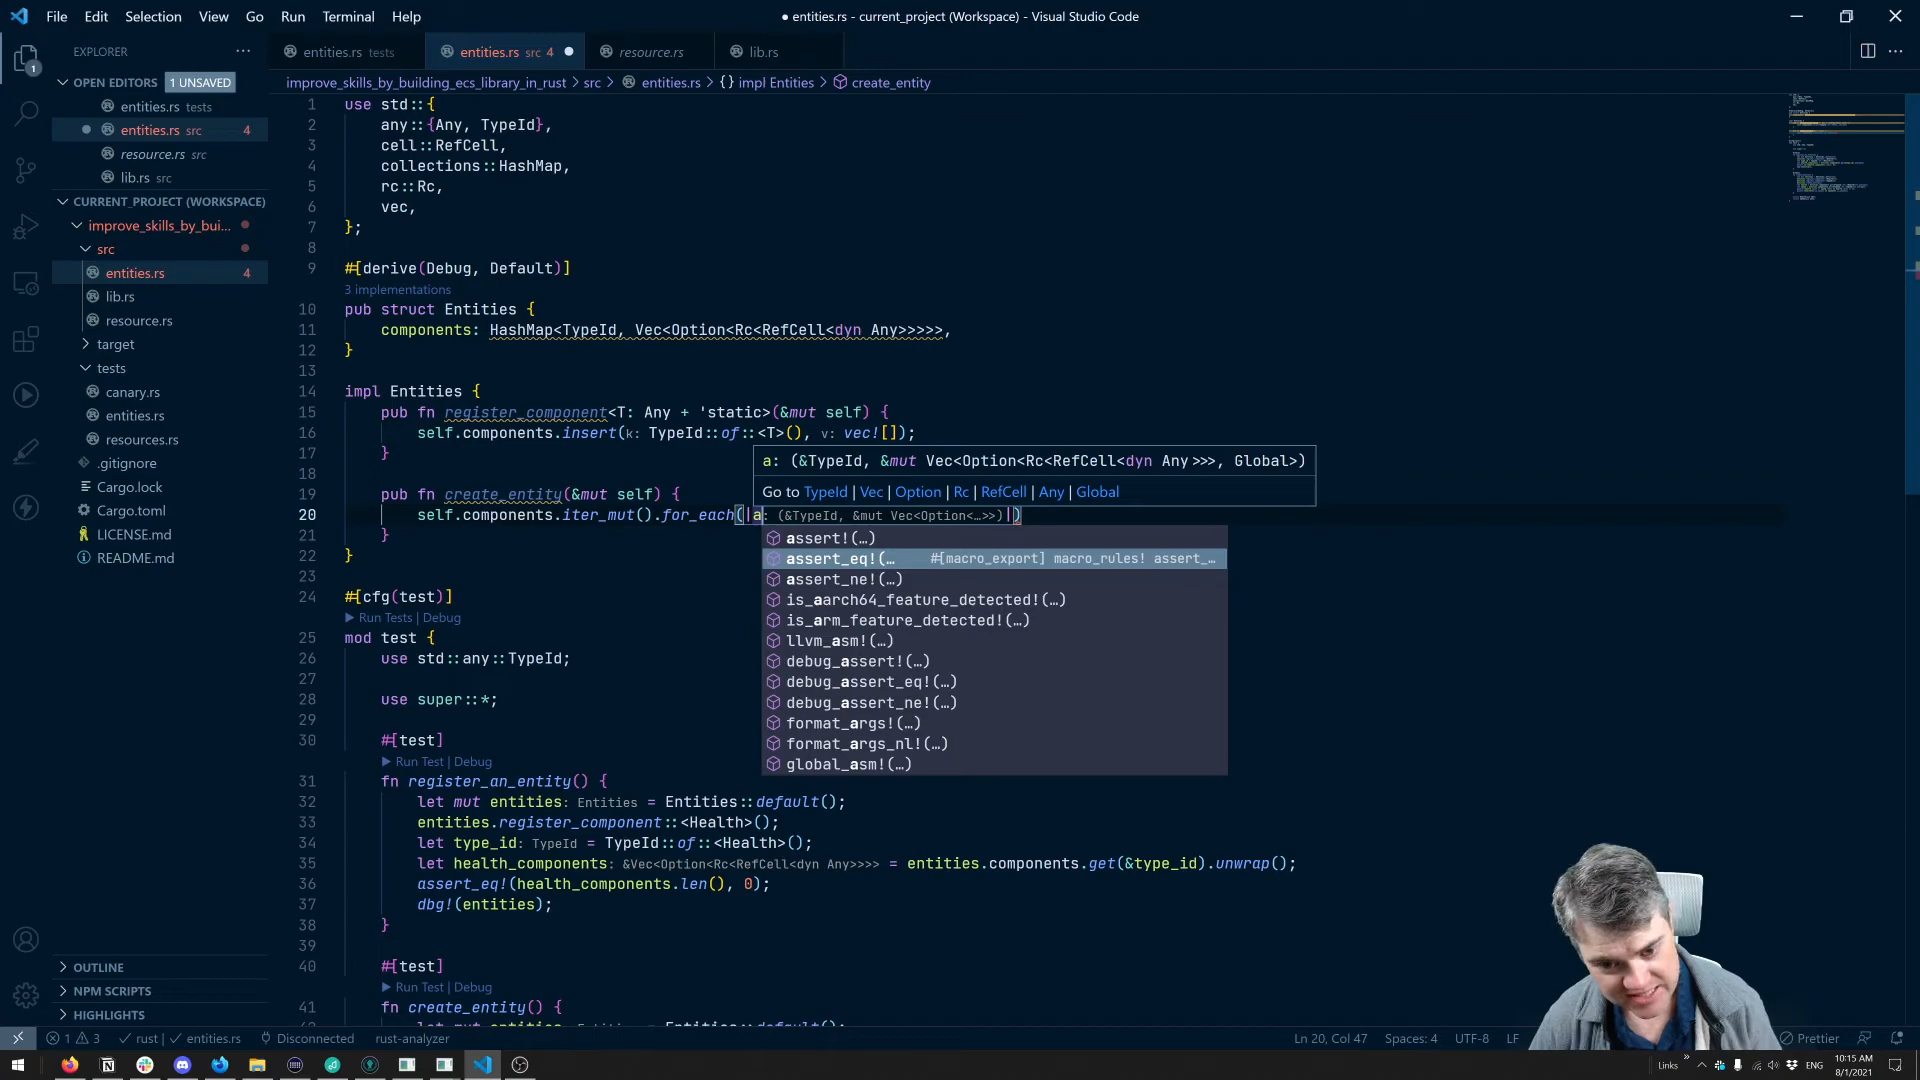 File Edit Selection View Go Run Terminal Help
● entities.rs - current_project (Workspace) - Visual Studio Code
EXPLORER
OPEN EDITORS 1 UNSAVED
entities.rs tests
entities.rs src 4
resource.rs src
lib.rs src
CURRENT_PROJECT (WORKSPACE)
improve_skills_by_bui...
src
entities.rs 4
lib.rs
resource.rs
target
tests
canary.rs
entities.rs
resources.rs
.gitignore
Cargo.lock
Cargo.toml
LICENSE.md
README.md
OUTLINE
NPM SCRIPTS
HIGHLIGHTS
entities.rs tests
entities.rs src 4
resource.rs
lib.rs
improve_skills_by_building_ecs_library_in_rust > src > entities.rs > {} impl Entities > create_entity
1 use std::{
2 any::{Any, TypeId},
3 cell::RefCell,
4 collections::HashMap,
5 rc::Rc,
6 vec,
7 };
8
9 #[derive(Debug, Default)]
3 implementations
10 pub struct Entities {
11 components: HashMap<TypeId, Vec<Option<Rc<RefCell<dyn Any>>>>>,
12 }
13
14 impl Entities {
15 pub fn register_component<T: Any + 'static>(&mut self) {
16 self.components.insert(k: TypeId::of::<T>(), v: vec![]);
17 }
18
19 pub fn create_entity(&mut self) {
20 self.components.iter_mut().for_each(|a: (&TypeId, &mut Vec<Option<…>>)|)
21 }
22 }
23
24 #[cfg(test)]
Run Tests | Debug
25 mod test {
26 use std::any::TypeId;
27
28 use super::*;
29
30 #[test]
Run Test | Debug
31 fn register_an_entity() {
32 let mut entities: Entities = Entities::default();
33 entities.register_component::<Health>();
34 let type_id: TypeId = TypeId::of::<Health>();
35 let health_components: &Vec<Option<Rc<RefCell<dyn Any>>>> = entities.components.get(&type_id).unwrap();
36 assert_eq!(health_components.len(), 0);
37 dbg!(entities);
38 }
39
40 #[test]
Run Test | Debug
41 fn create_entity() {
a: (&TypeId, &mut Vec<Option<Rc<RefCell<dyn Any>>>, Global>)
Go to TypeId | Vec | Option | Rc | RefCell | Any | Global
assert!(…)
assert_eq!(… #[macro_export] macro_rules! assert_…
assert_ne!(…)
is_aarch64_feature_detected!(…)
is_arm_feature_detected!(…)
llvm_asm!(…)
debug_assert!(…)
debug_assert_eq!(…)
debug_assert_ne!(…)
format_args!(…)
format_args_nl!(…)
global_asm!(…)
1 3 rust | entities.rs Disconnected rust-analyzer
Ln 20, Col 47 Spaces: 4 UTF-8 LF Prettier
Links ENG 10:15 AM
8/1/2021